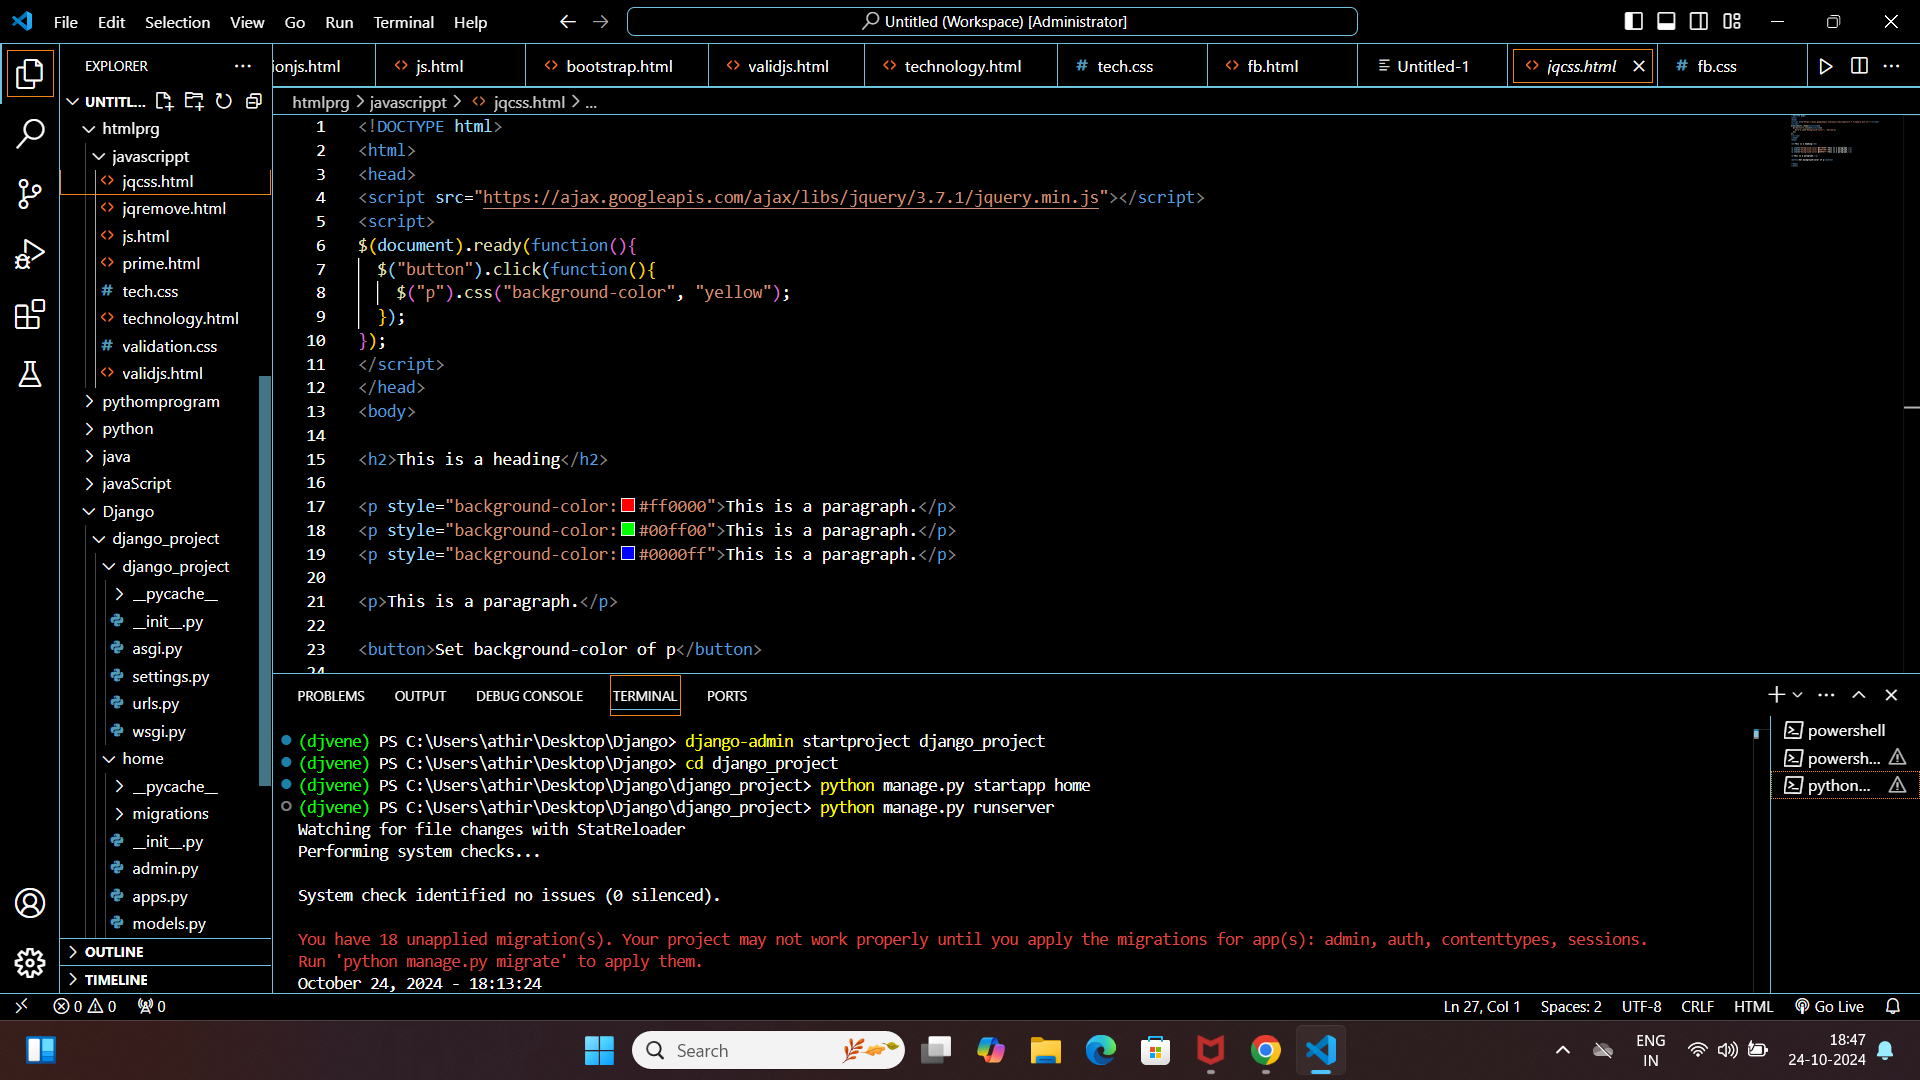 File Edit Selection View Go Run Terminal Help
Untitled (Workspace) [Administrator]
EXPLORER
ionjs.html
js.html
bootstrap.html
validjs.html
technology.html
tech.css
fb.html
Untitled-1
jqcss.html
fb.css
UNTITL...
htmlprg > javascrippt > jqcss.html > ...
htmlprg
javascrippt
jqcss.html
jqremove.html
js.html
prime.html
tech.css
technology.html
validation.css
validjs.html
pythomprogram
python
java
javaScript
Django
django_project
django_project
__pycache__
__init__.py
asgi.py
settings.py
urls.py
wsgi.py
home
__pycache__
migrations
__init__.py
admin.py
apps.py
models.py
OUTLINE
TIMELINE
1 <!DOCTYPE html>
2 <html>
3 <head>
4 <script src="https://ajax.googleapis.com/ajax/libs/jquery/3.7.1/jquery.min.js"></script>
5 <script>
6 $(document).ready(function(){
7 $("button").click(function(){
8 $("p").css("background-color", "yellow");
9 });
10 });
11 </script>
12 </head>
13 <body>
14
15 <h2>This is a heading</h2>
16
17 <p style="background-color:#ff0000">This is a paragraph.</p>
18 <p style="background-color:#00ff00">This is a paragraph.</p>
19 <p style="background-color:#0000ff">This is a paragraph.</p>
20
21 <p>This is a paragraph.</p>
22
23 <button>Set background-color of p</button>
24
PROBLEMS OUTPUT DEBUG CONSOLE TERMINAL PORTS
(djvene) PS C:\Users\athir\Desktop\Django> django-admin startproject django_project
(djvene) PS C:\Users\athir\Desktop\Django> cd django_project
(djvene) PS C:\Users\athir\Desktop\Django\django_project> python manage.py startapp home
(djvene) PS C:\Users\athir\Desktop\Django\django_project> python manage.py runserver
Watching for file changes with StatReloader
Performing system checks...
System check identified no issues (0 silenced).
You have 18 unapplied migration(s). Your project may not work properly until you apply the migrations for app(s): admin, auth, contenttypes, sessions.
Run 'python manage.py migrate' to apply them.
October 24, 2024 - 18:13:24
powershell
powersh...
python...
0 0 0
Ln 27, Col 1 Spaces: 2 UTF-8 CRLF HTML Go Live
Search
ENG
IN
18:47
24-10-2024